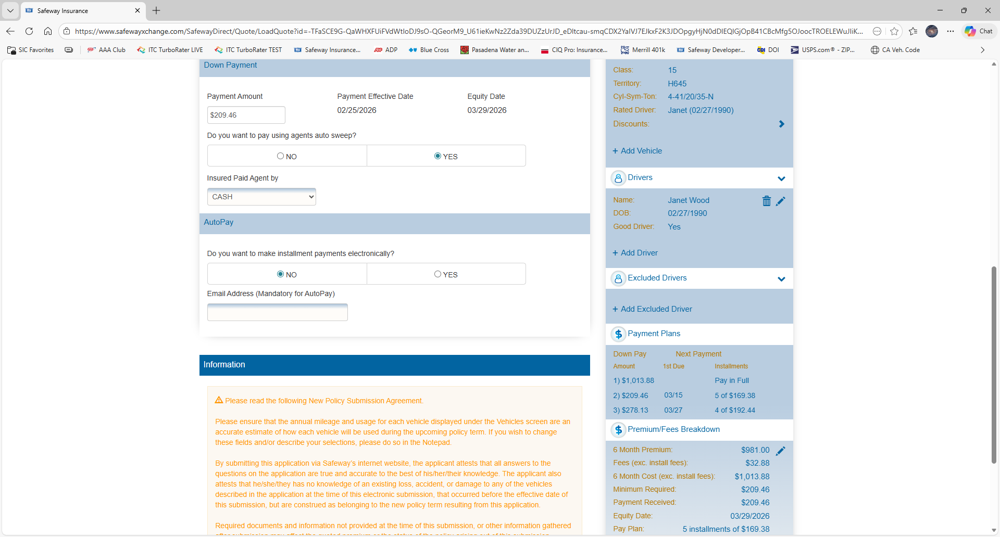 Safeway Insurance
https://www.safewayxchange.com/SafewayDirect/Quote/LoadQuote?id=-TFaSCE9G-QaWHXFUiFVdWtIoDJ9sO-QGeorM9_U61ieKwNz2Zda39DUZzUrJD_eDltcau-smqCDX2YaIVJ7EJkxF2K3JDOpgyHjN0dDIEQlGjOpB41CBcMfg5OJoocTROELEWuJIiK...
Chat
SIC Favorites
AAA Club
ITC TurboRater LIVE
ITC TurboRater TEST
Safeway Insurance...
ADP
Blue Cross
Pasadena Water an...
CIQ Pro: Insurance...
Merrill 401k
Safeway Developer...
DOI
USPS.com® - ZIP...
CA Veh. Code
Down Payment
Payment Amount
Payment Effective Date
Equity Date
$209.46
02/25/2026
03/29/2026
Do you want to pay using agents auto sweep?
NO
YES
Insured Paid Agent by
CASH
AutoPay
Do you want to make installment payments electronically?
NO
YES
Email Address (Mandatory for AutoPay)
Information
Please read the following New Policy Submission Agreement.
Please ensure that the annual mileage and usage for each vehicle displayed under the Vehicles screen are an
accurate estimate of how each vehicle will be used during the upcoming policy term. If you wish to change
these fields and/or describe your selections, please do so in the Notepad.
By submitting this application via Safeway's internet website, the applicant attests that all answers to the
questions on the application are true and accurate to the best of his/her/their knowledge. The applicant also
attests that he/she/they has no knowledge of an existing loss, accident, or damage to any of the vehicles
described in the application at the time of this electronic submission, that occurred before the effective date of
this submission, but are construed as belonging to the new policy term resulting from this application.
Required documents and information not provided at the time of this submission, or other information gathered
Class: 15
Territory: H645
Cyl-Sym-Ton: 4-41/20/35-N
Rated Driver: Janet (02/27/1990)
Discounts:
+ Add Vehicle
Drivers
Name: Janet Wood
DOB: 02/27/1990
Good Driver: Yes
+ Add Driver
Excluded Drivers
+ Add Excluded Driver
Payment Plans
Down Pay Next Payment
Amount 1st Due Installments
1) $1,013.88 Pay in Full
2) $209.46 03/15 5 of $169.38
3) $278.13 03/27 4 of $192.44
Premium/Fees Breakdown
6 Month Premium: $981.00
Fees (exc. install fees): $32.88
6 Month Cost (exc. install fees): $1,013.88
Minimum Required: $209.46
Payment Received: $209.46
Equity Date: 03/29/2026
Pay Plan: 5 installments of $169.38